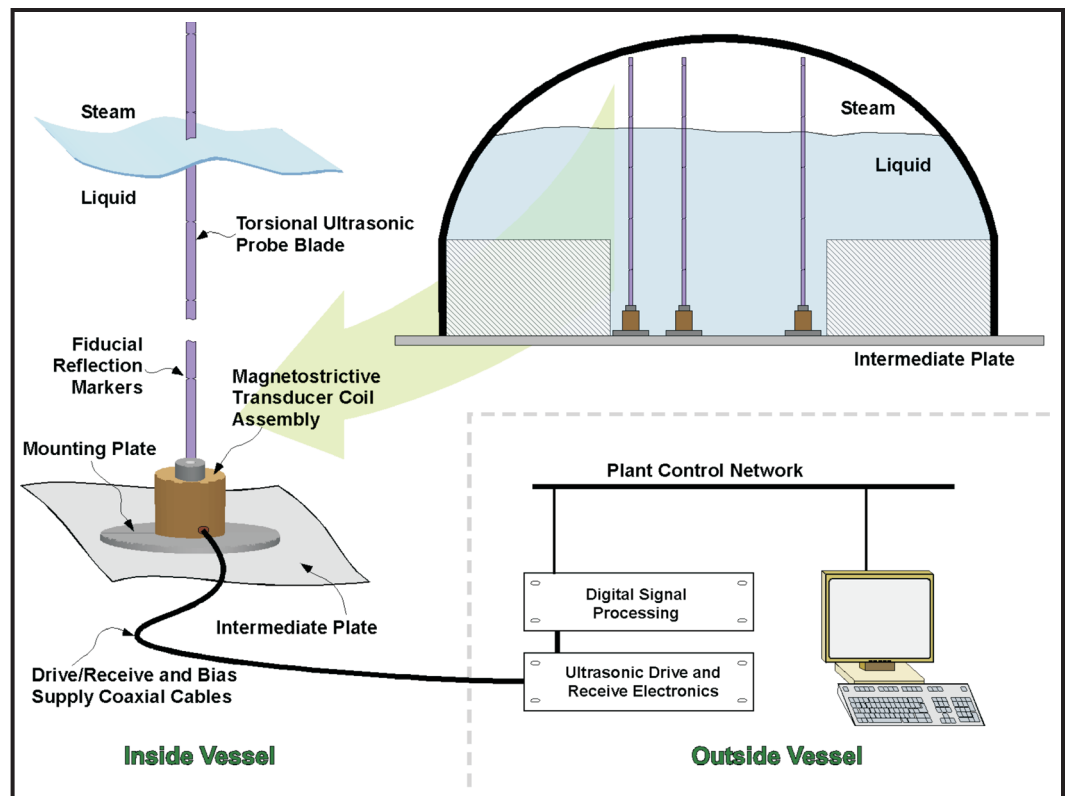 Steam
Liquid
Torsional Ultrasonic
Probe Blade
Fiducial
Reflection
Markers
Magnetostrictive
Transducer Coil
Assembly
Mounting Plate
Intermediate Plate
Drive/Receive and Bias
Supply Coaxial Cables
Inside Vessel
Steam
Liquid
Intermediate Plate
Plant Control Network
Digital Signal
Processing
Ultrasonic Drive and
Receive Electronics
Outside Vessel